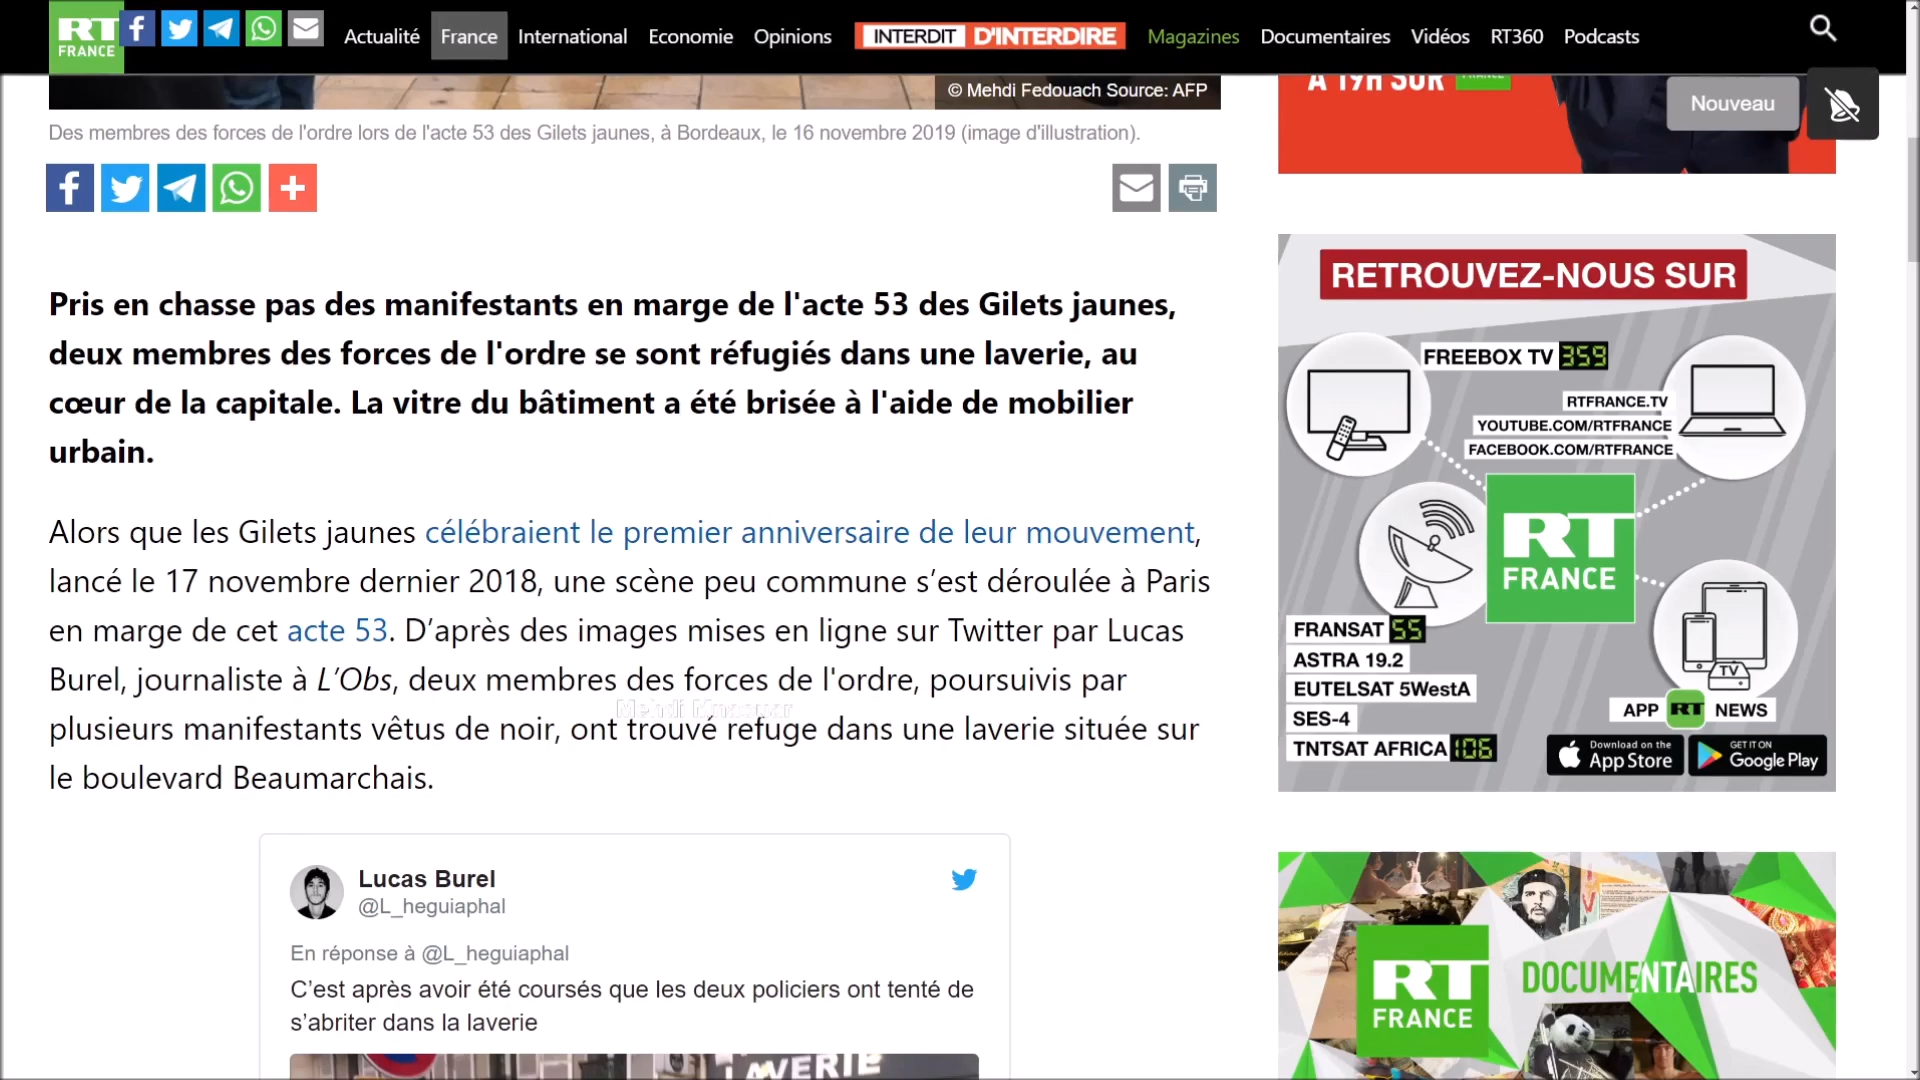 RT
FRANCE
Actualité
France
International
Economie
Opinions
INTERDIT D'INTERDIRE
Magazines
Documentaires
Vidéos
RT360
Podcasts
À 19H SUR
FRANCE
Nouveau
© Mehdi Fedouach Source: AFP
Des membres des forces de l'ordre lors de l'acte 53 des Gilets jaunes, à Bordeaux, le 16 novembre 2019 (image d'illustration).
Pris en chasse pas des manifestants en marge de l'acte 53 des Gilets jaunes,
deux membres des forces de l'ordre se sont réfugiés dans une laverie, au
cœur de la capitale. La vitre du bâtiment a été brisée à l'aide de mobilier
urbain.
Alors que les Gilets jaunes célébraient le premier anniversaire de leur mouvement,
lancé le 17 novembre dernier 2018, une scène peu commune s’est déroulée à Paris
en marge de cet acte 53. D’après des images mises en ligne sur Twitter par Lucas
Burel, journaliste à L’Obs, deux membres des forces de l'ordre, poursuivis par
plusieurs manifestants vêtus de noir, ont trouvé refuge dans une laverie située sur
le boulevard Beaumarchais.
Lucas Burel
@L_heguiaphal
En réponse à @L_heguiaphal
C’est après avoir été coursés que les deux policiers ont tenté de
s’abriter dans la laverie
LAVERIE
RETROUVEZ-NOUS SUR
FREEBOX TV 359
RTFRANCE.TV
YOUTUBE.COM/RTFRANCE
FACEBOOK.COM/RTFRANCE
RT
FRANCE
FRANSAT 55
ASTRA 19.2
EUTELSAT 5WestA
SES-4
TNTSAT AFRICA 106
TV
APP RT NEWS
Download on the
App Store
GET IT ON
Google Play
RT
FRANCE
DOCUMENTAIRES